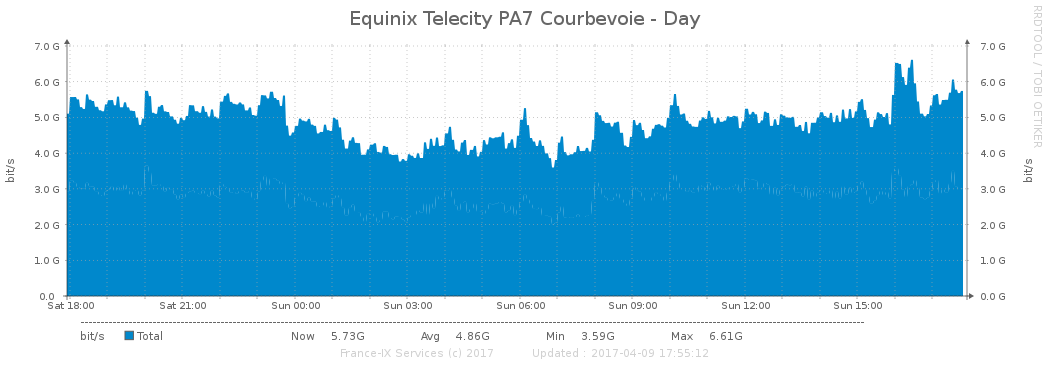 Equinix Telecity PA7 Courbevoie - Day
RRDTOOL / TOBI OETIKER
7.0 G 7.0 G
6.0 G 6.0 G
5.0 G 5.0 G
4.0 G 4.0 G
3.0 G 3.0 G
2.0 G 2.0 G
1.0 G 1.0 G
0.0 0.0 G
bit/s
bit/s
Sat 18:00 Sat 21:00 Sun 00:00 Sun 03:00 Sun 06:00 Sun 09:00 Sun 12:00 Sun 15:00
bit/s Total Now 5.73G Avg 4.86G Min 3.59G Max 6.61G
France-IX Services (c) 2017 Updated : 2017-04-09 17:55:12